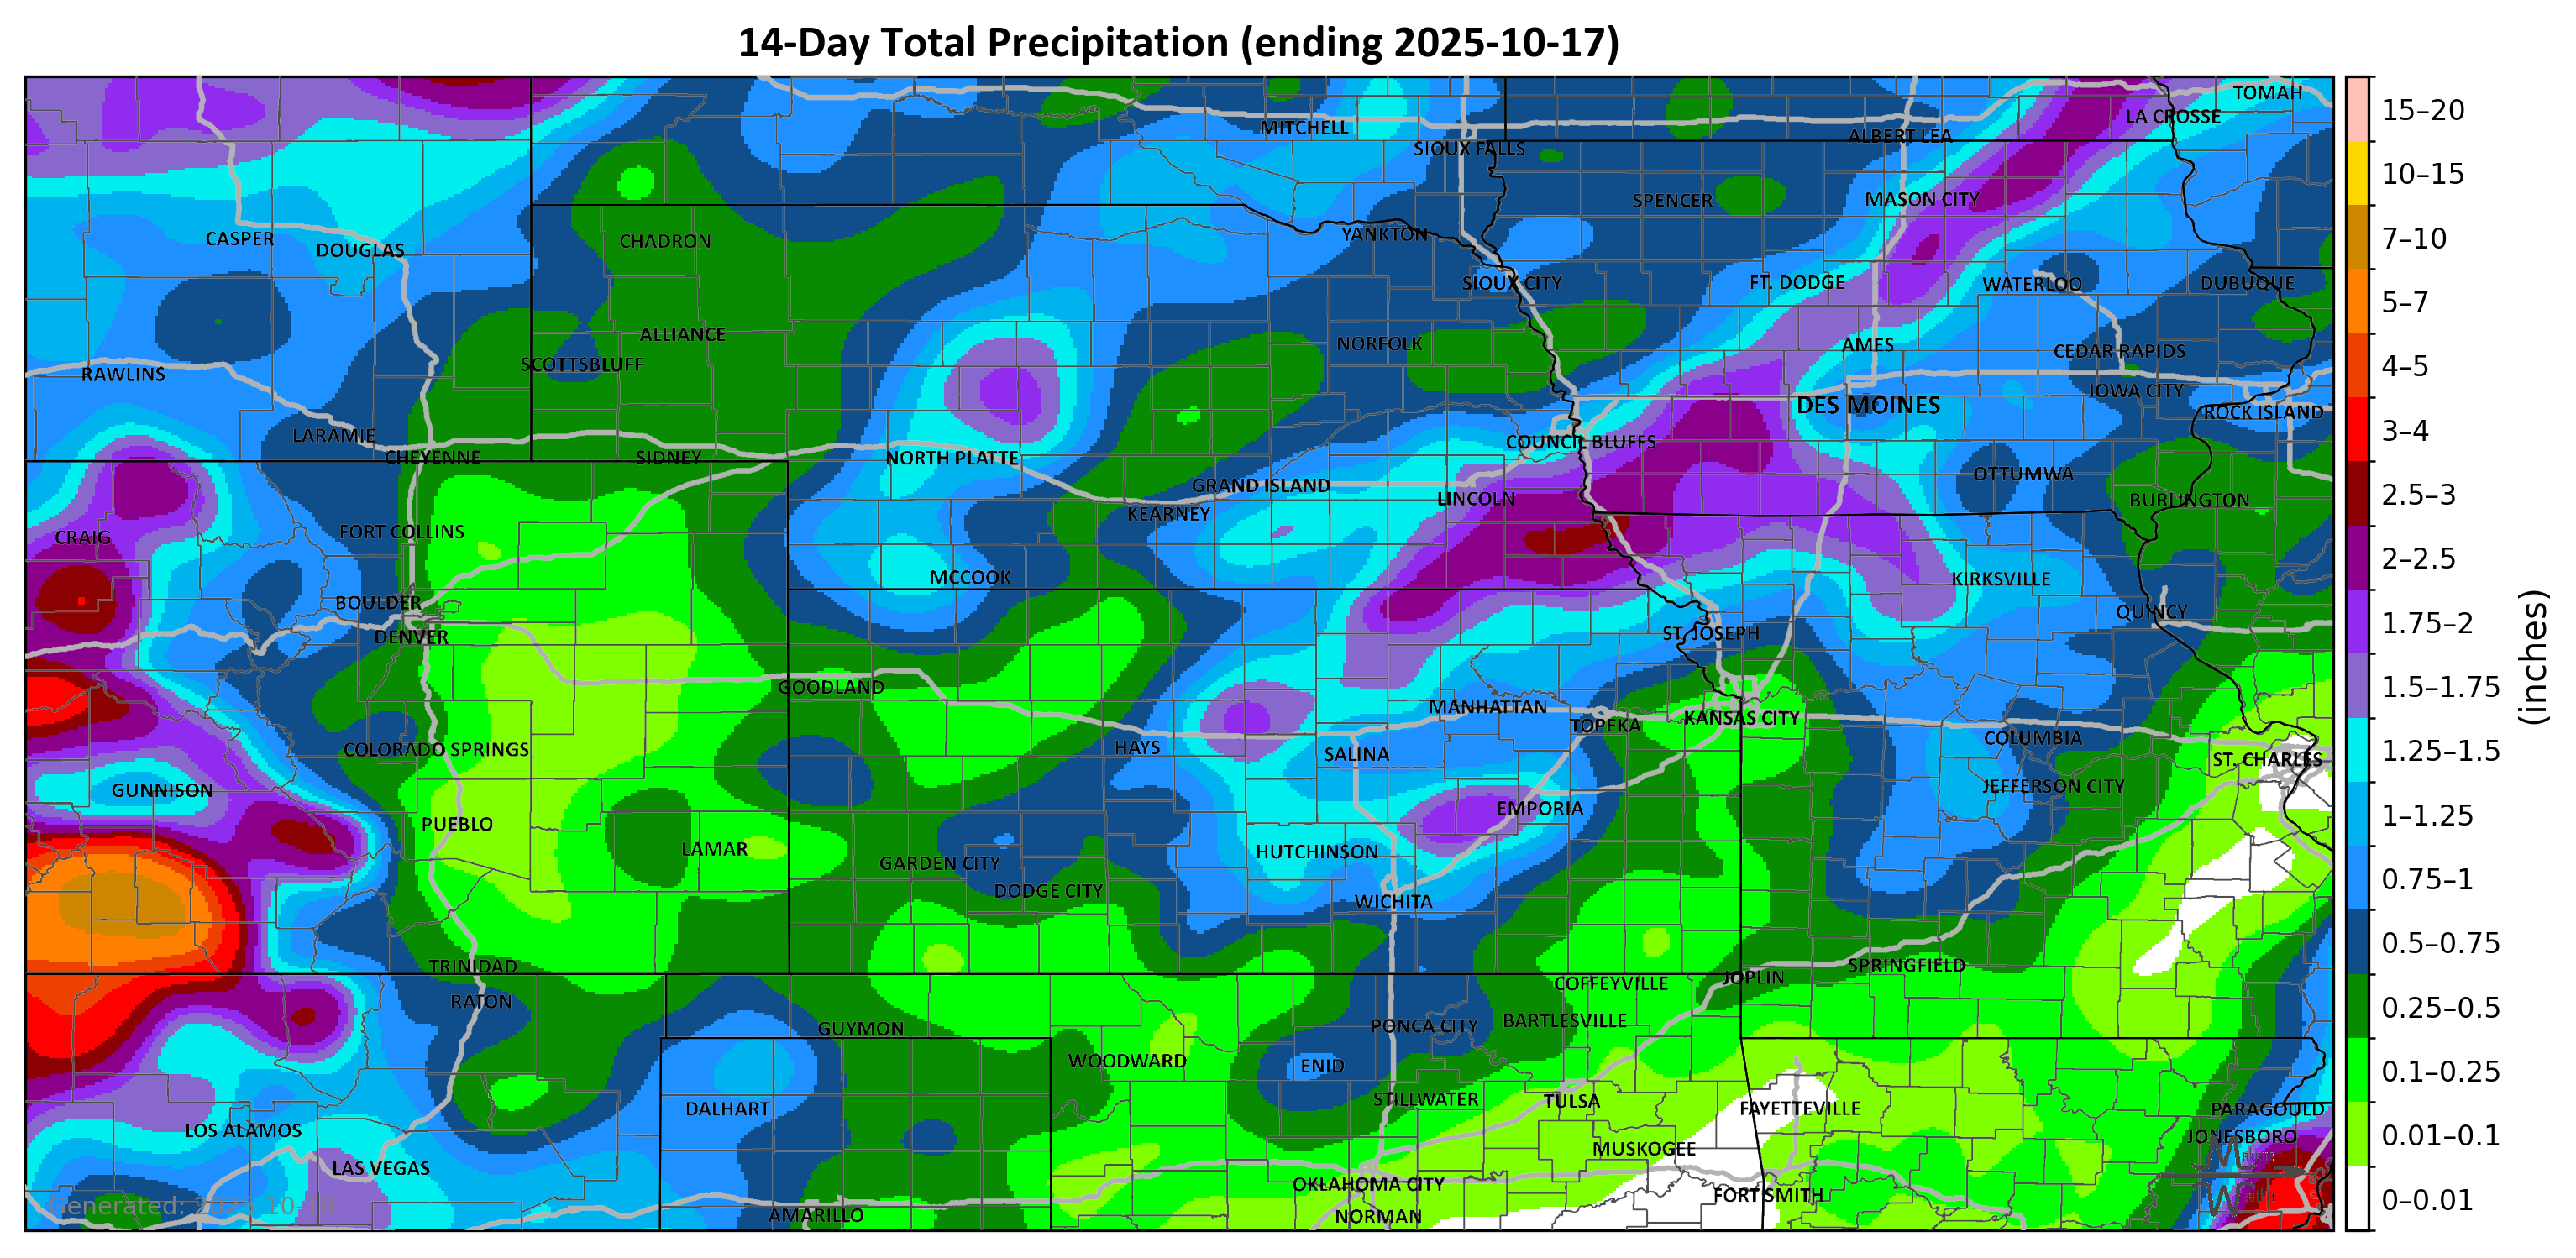 14-Day Total Precipitation (ending 2025-10-17)
TOMAH
LA CROSSE
MITCHELL
ALBERT LEA
SIOUX FALLS
SPENCER
MASON CITY
CASPER
DOUGLAS
CHADRON
YANKTON
SIOUX CITY
FT. DODGE
WATERLOO
DUBUQUE
ALLIANCE
NORFOLK
AMES
CEDAR RAPIDS
SCOTTSBLUFF
RAWLINS
IOWA CITY
DES MOINES
ROCK ISLAND
LARAMIE
COUNCIL BLUFFS
CHEYENNE
SIDNEY
NORTH PLATTE
OTTUMWA
GRAND ISLAND
LINCOLN
BURLINGTON
KEARNEY
FORT COLLINS
CRAIG
MCCOOK
KIRKSVILLE
BOULDER
QUINCY
DENVER
ST. JOSEPH
GOODLAND
MANHATTAN
KANSAS CITY
TOPEKA
COLUMBIA
COLORADO SPRINGS
HAYS
SALINA
ST. CHARLES
GUNNISON
JEFFERSON CITY
EMPORIA
PUEBLO
LAMAR
HUTCHINSON
GARDEN CITY
DODGE CITY
WICHITA
TRINIDAD
SPRINGFIELD
JOPLIN
COFFEYVILLE
RATON
GUYMON
PONCA CITY
BARTLESVILLE
WOODWARD
ENID
STILLWATER
TULSA
DALHART
FAYETTEVILLE
PARAGOULD
LOS ALAMOS
JONESBORO
MUSKOGEE
LAS VEGAS
OKLAHOMA CITY
FORT SMITH
AMARILLO
NORMAN
Generated: 2025-10-18
15–20
10–15
7–10
5–7
4–5
3–4
2.5–3
2–2.5
1.75–2
1.5–1.75
1.25–1.5
1–1.25
0.75–1
0.5–0.75
0.25–0.5
0.1–0.25
0.01–0.1
0–0.01
(inches)